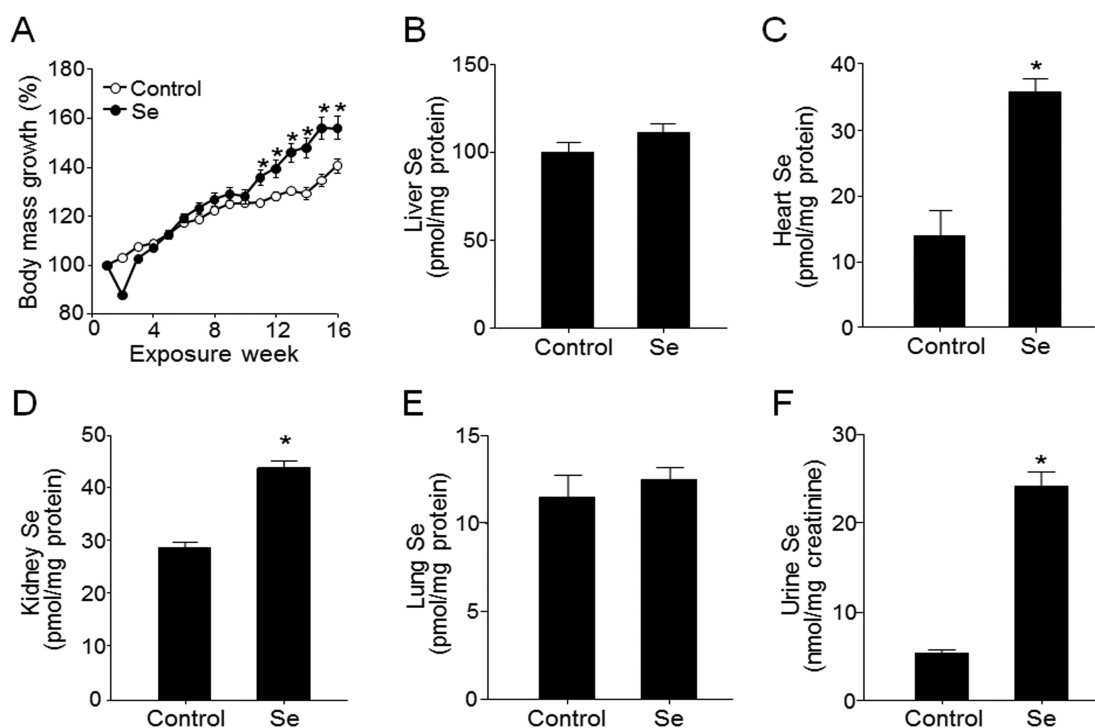 A
Body mass growth (%)
180
160
140
120
100
80
Control
Se
* * * * * *
0 4 8 12 16
Exposure week
B
Liver Se
(pmol/mg protein)
150
100
50
0
Control Se
C
Heart Se
(pmol/mg protein)
40
30
20
10
0
*
Control Se
D
Kidney Se
(pmol/mg protein)
50
40
30
20
10
0
*
Control Se
E
Lung Se
(pmol/mg protein)
15
10
5
0
Control Se
F
Urine Se
(nmol/mg creatinine)
30
20
10
0
*
Control Se